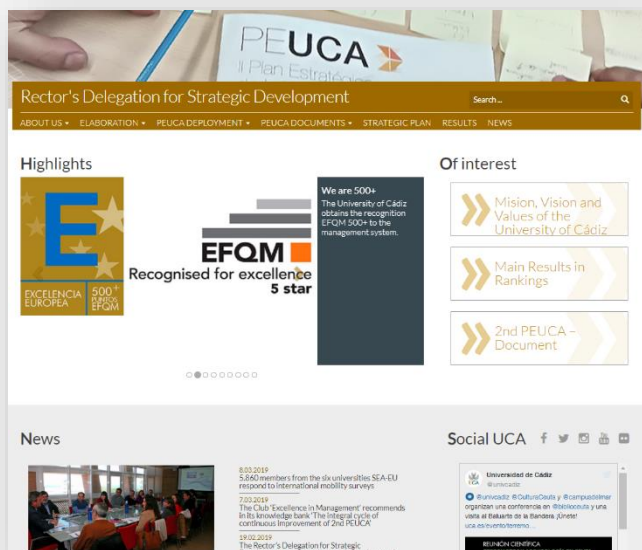 PEUCA
II Plan Estratégico
Rector's Delegation for Strategic Development
Search...
ABOUT US
ELABORATION
PEUCA DEPLOYMENT
PEUCA DOCUMENTS
STRATEGIC PLAN
RESULTS
NEWS
Highlights
E
EXCELENCIA
EUROPEA
500+
PUNTOS
EFQM
EFQM
Recognised for excellence
5 star
We are 500+
The University of Cádiz
obtains the recognition
EFQM 500+ to the
management system.
Of interest
Mision, Vision and
Values of the
University of Cádiz
Main Results in
Rankings
2nd PEUCA –
Document
News
8.03.2019
5.860 members from the six universities SEA-EU
respond to international mobility surveys
7.03.2019
The Club 'Excellence in Management' recommends
in its knowledge bank 'The integral cycle of
continuous improvement of 2nd PEUCA'
19.02.2019
The Rector's Delegation for Strategic
Social UCA
UCA
Universidad de Cádiz
@univcadiz
@univcadiz @CulturaCeuta y @campusdelmar
organizan una conferencia en @biblioceuta y una
visita al Baluarte de la Bandera. ¡Únete!
uca.es/evento/terremo...
REUNIÓN CIENTÍFICA